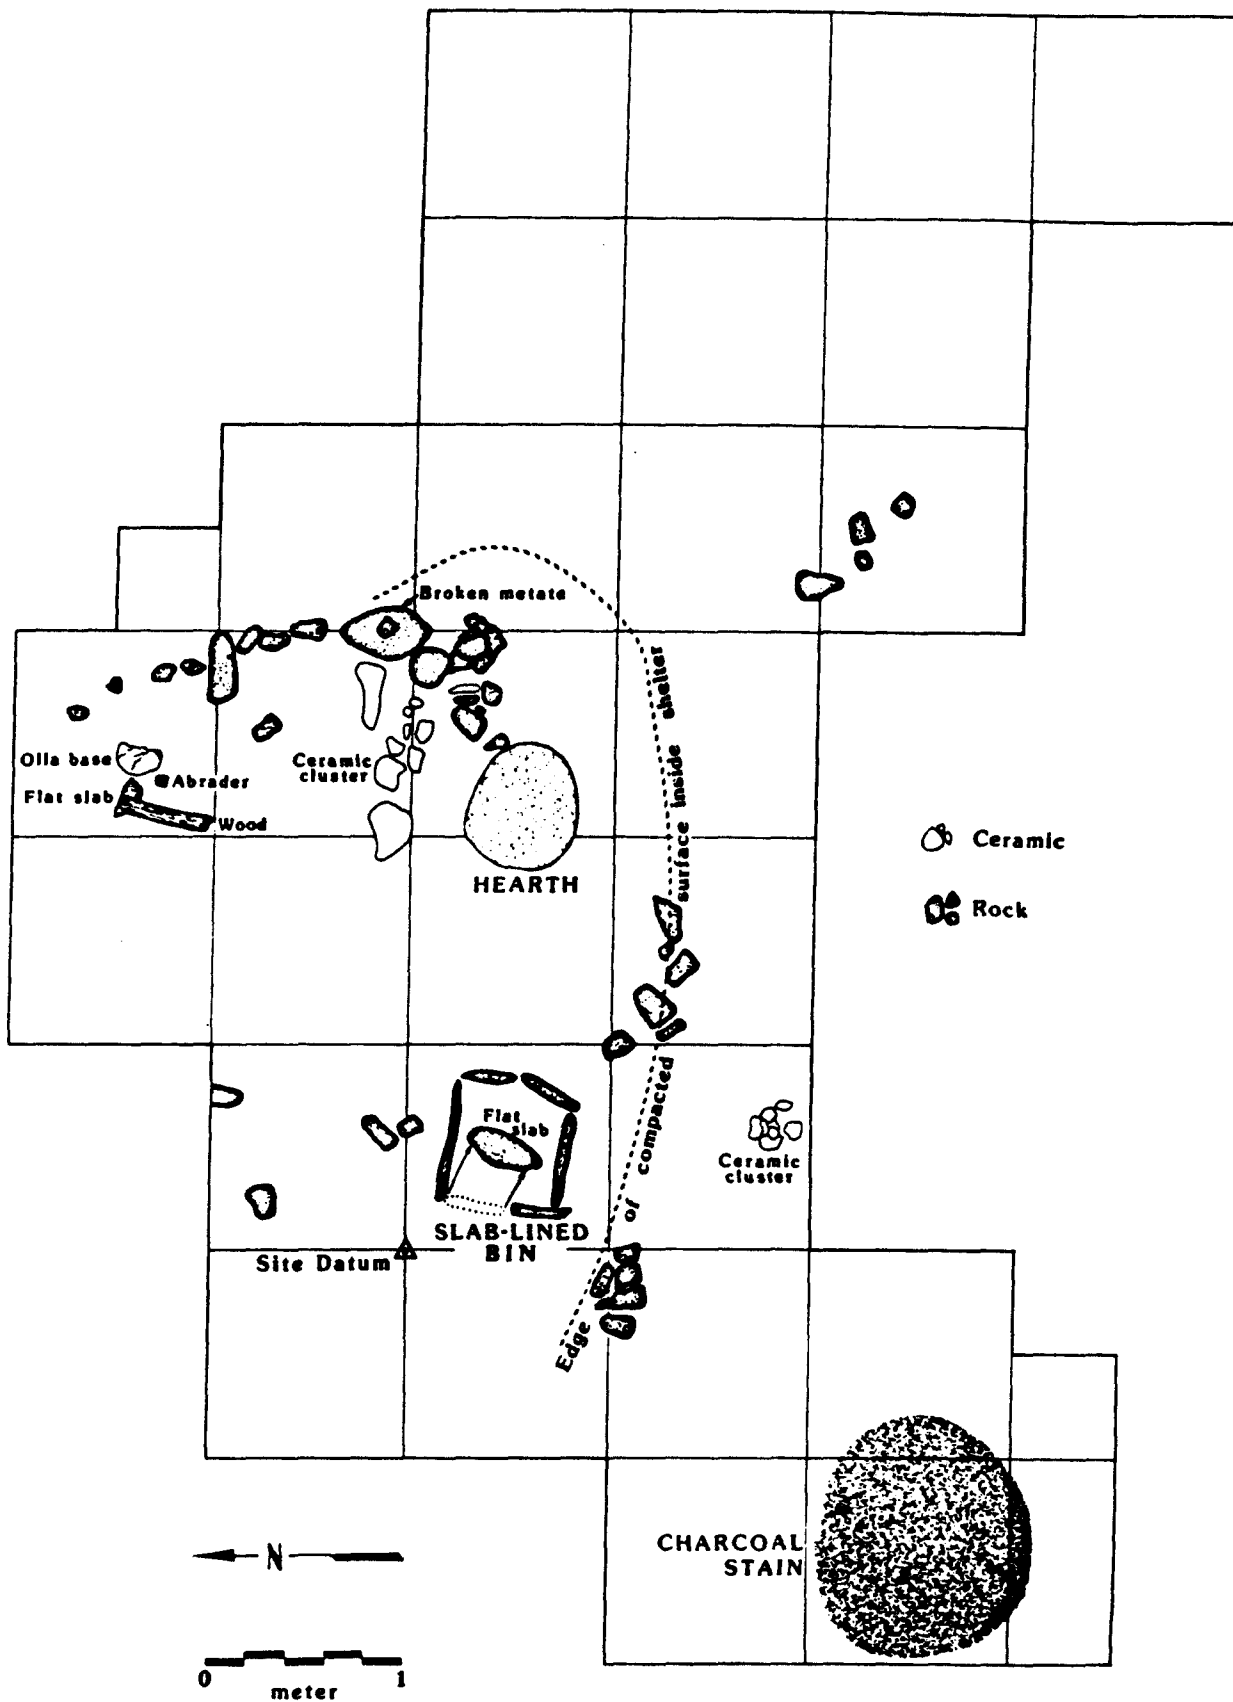 Broken metate
Olla base
Abrader
Flat slab
Wood
Ceramic
cluster
HEARTH
Edge of compacted surface inside shelter
Ceramic
Rock
Flat
slab
SLAB-LINED
BIN
Ceramic
cluster
Site Datum
CHARCOAL
STAIN
N
0 1
meter